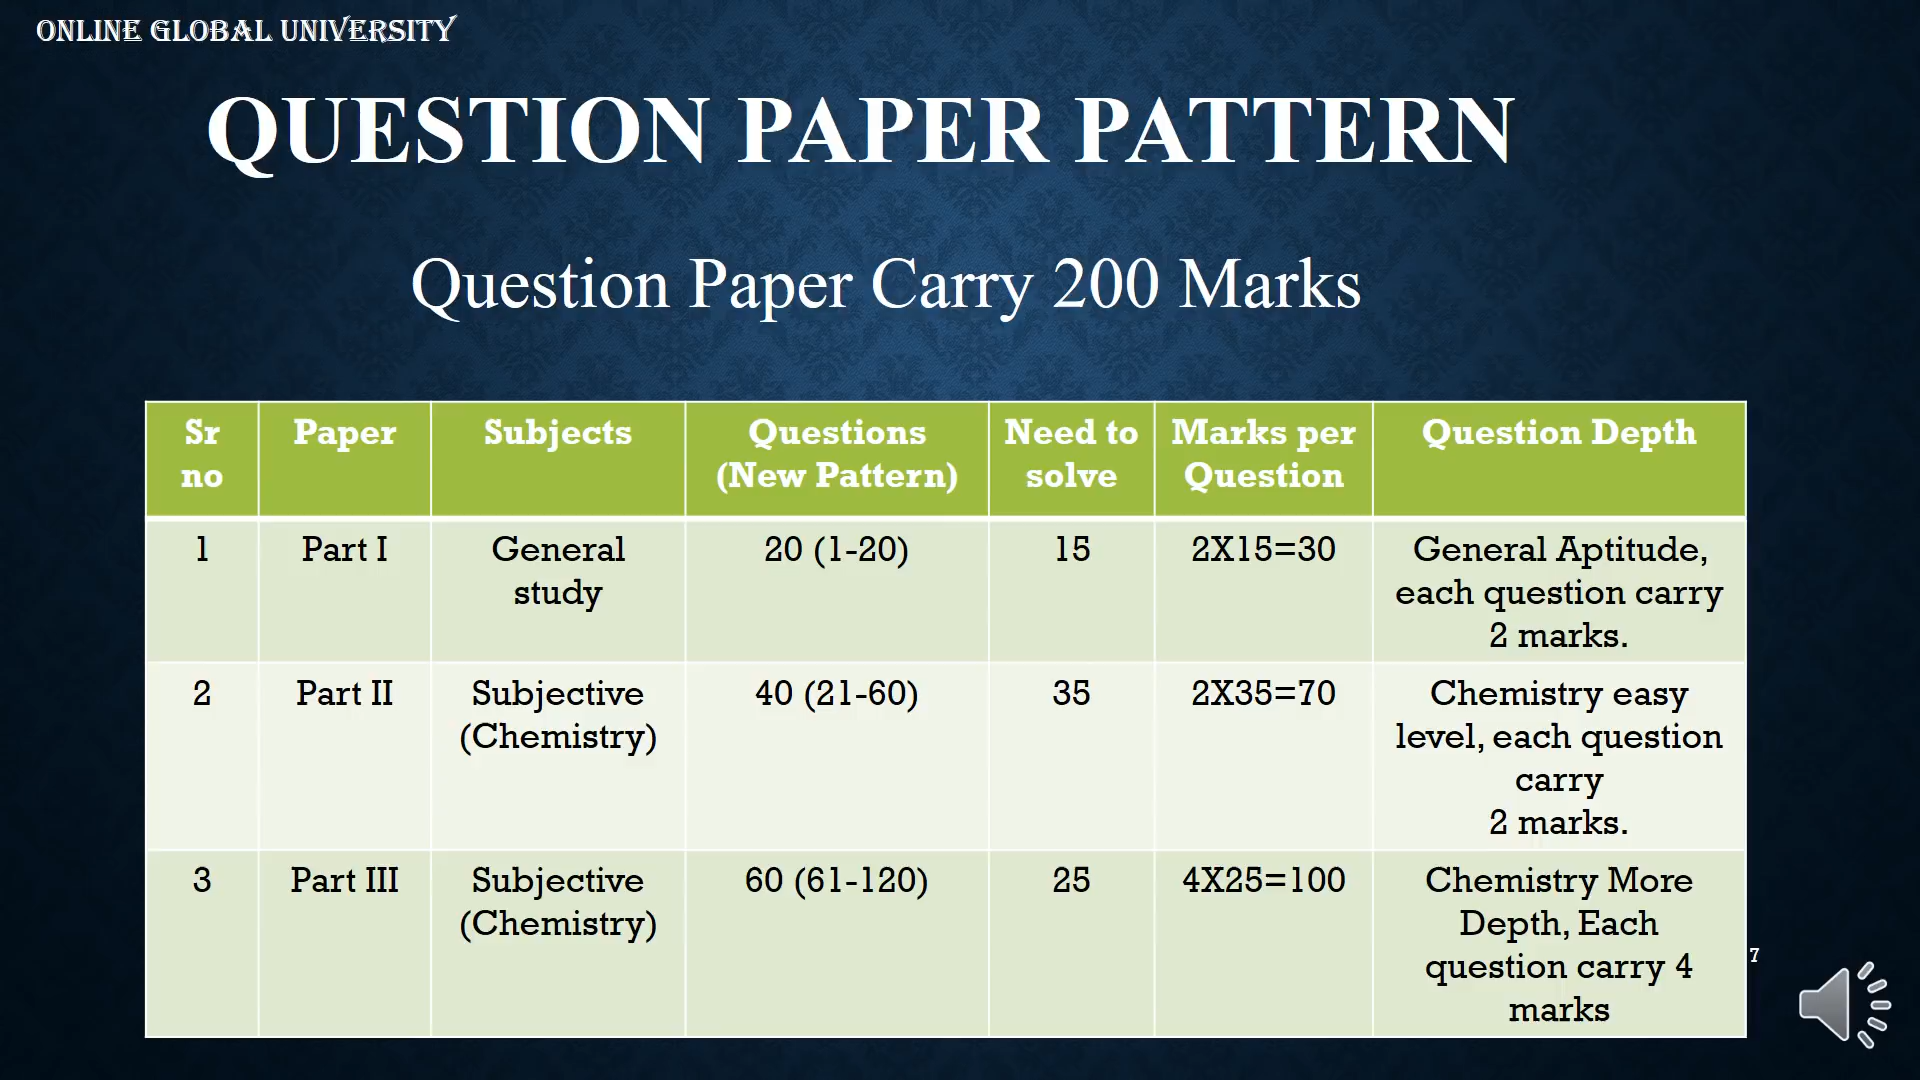 ONLINE GLOBAL UNIVERSITY
QUESTION PAPER PATTERN
Question Paper Carry 200 Marks
Sr no Paper Subjects Questions (New Pattern) Need to solve Marks per Question Question Depth
1 Part I General study 20 (1-20) 15 2X15=30 General Aptitude, each question carry 2 marks.
2 Part II Subjective (Chemistry) 40 (21-60) 35 2X35=70 Chemistry easy level, each question carry 2 marks.
3 Part III Subjective (Chemistry) 60 (61-120) 25 4X25=100 Chemistry More Depth, Each question carry 4 marks
7